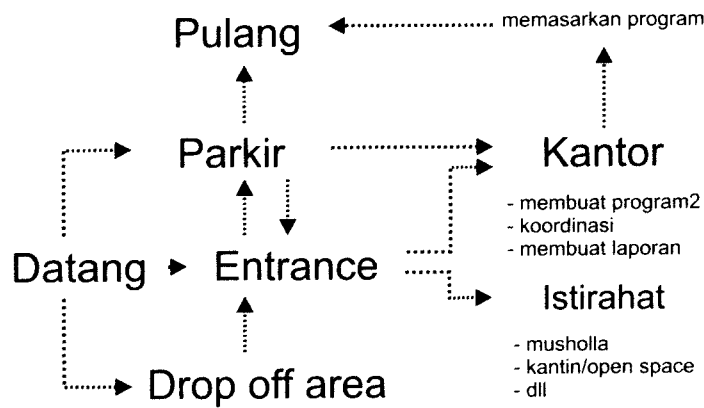 Pulang
memasarkan program
Parkir
Kantor
- membuat program2
- koordinasi
- membuat laporan
Datang
Entrance
Istirahat
- musholla
- kantin/open space
- dll
Drop off area